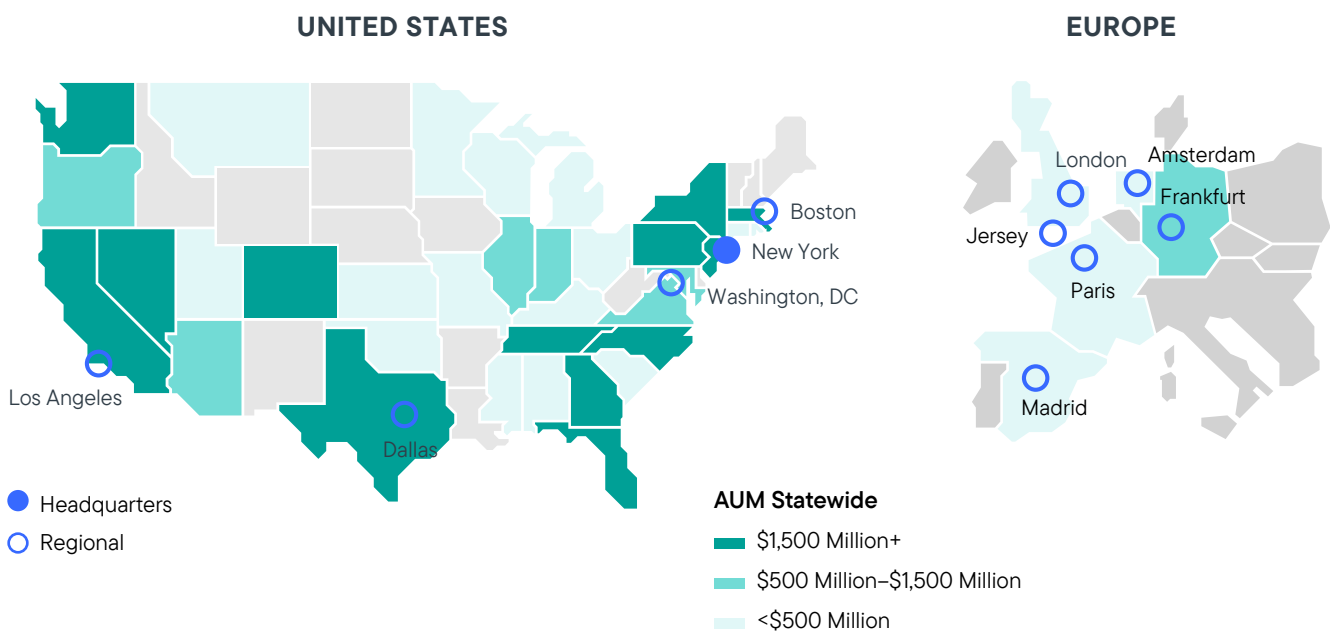 UNITED STATES
EUROPE
London
Amsterdam
Frankfurt
Boston
Jersey
New York
Paris
Washington, DC
Los Angeles
Madrid
Dallas
Headquarters
Regional
AUM Statewide
$1,500 Million+
$500 Million–$1,500 Million
<$500 Million